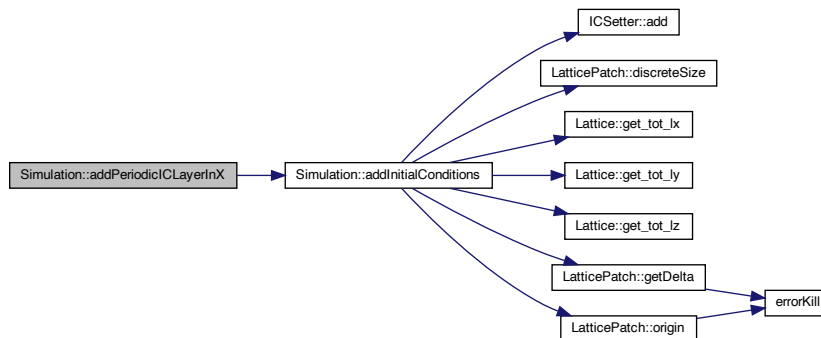 Simulation::addPeriodicICLayerInX
Simulation::addInitialConditions
ICSetter::add
LatticePatch::discreteSize
Lattice::get_tot_lx
Lattice::get_tot_ly
Lattice::get_tot_lz
LatticePatch::getDelta
LatticePatch::origin
errorKill